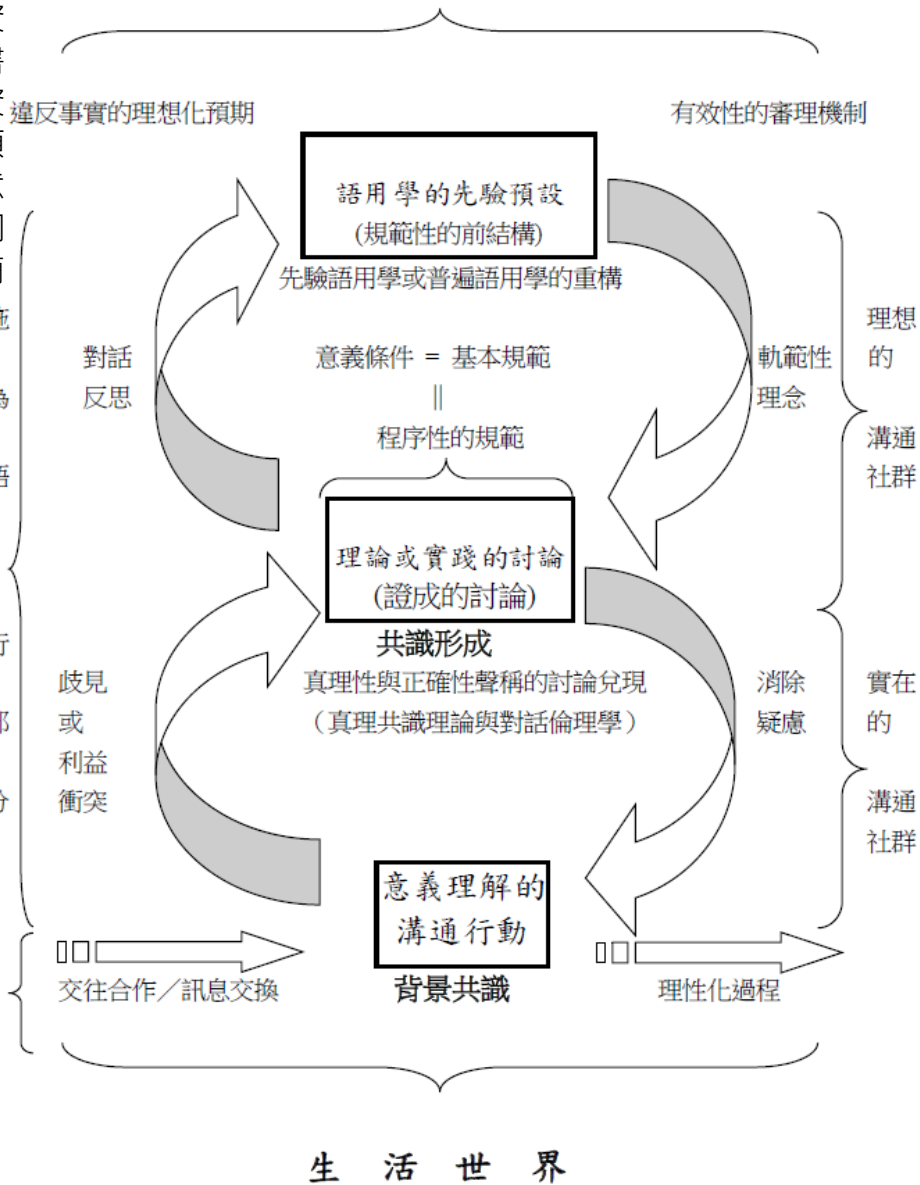 違反事實的理想化預期
有效性的審理機制
語用學的先驗預設
(規範性的前結構)
先驗語用學或普遍語用學的重構
對話
反思
意義條件 = 基本規範
||
程序性的規範
軌範性
理念
理想
的
溝通
社群
理論或實踐的討論
(證成的討論)
共識形成
真理性與正確性聲稱的討論兌現
(真理共識理論與對話倫理學)
歧見
或
利益
衝突
消除
疑慮
實在
的
溝通
社群
意義理解的
溝通行動
背景共識
交往合作／訊息交換
理性化過程
生 活 世 界